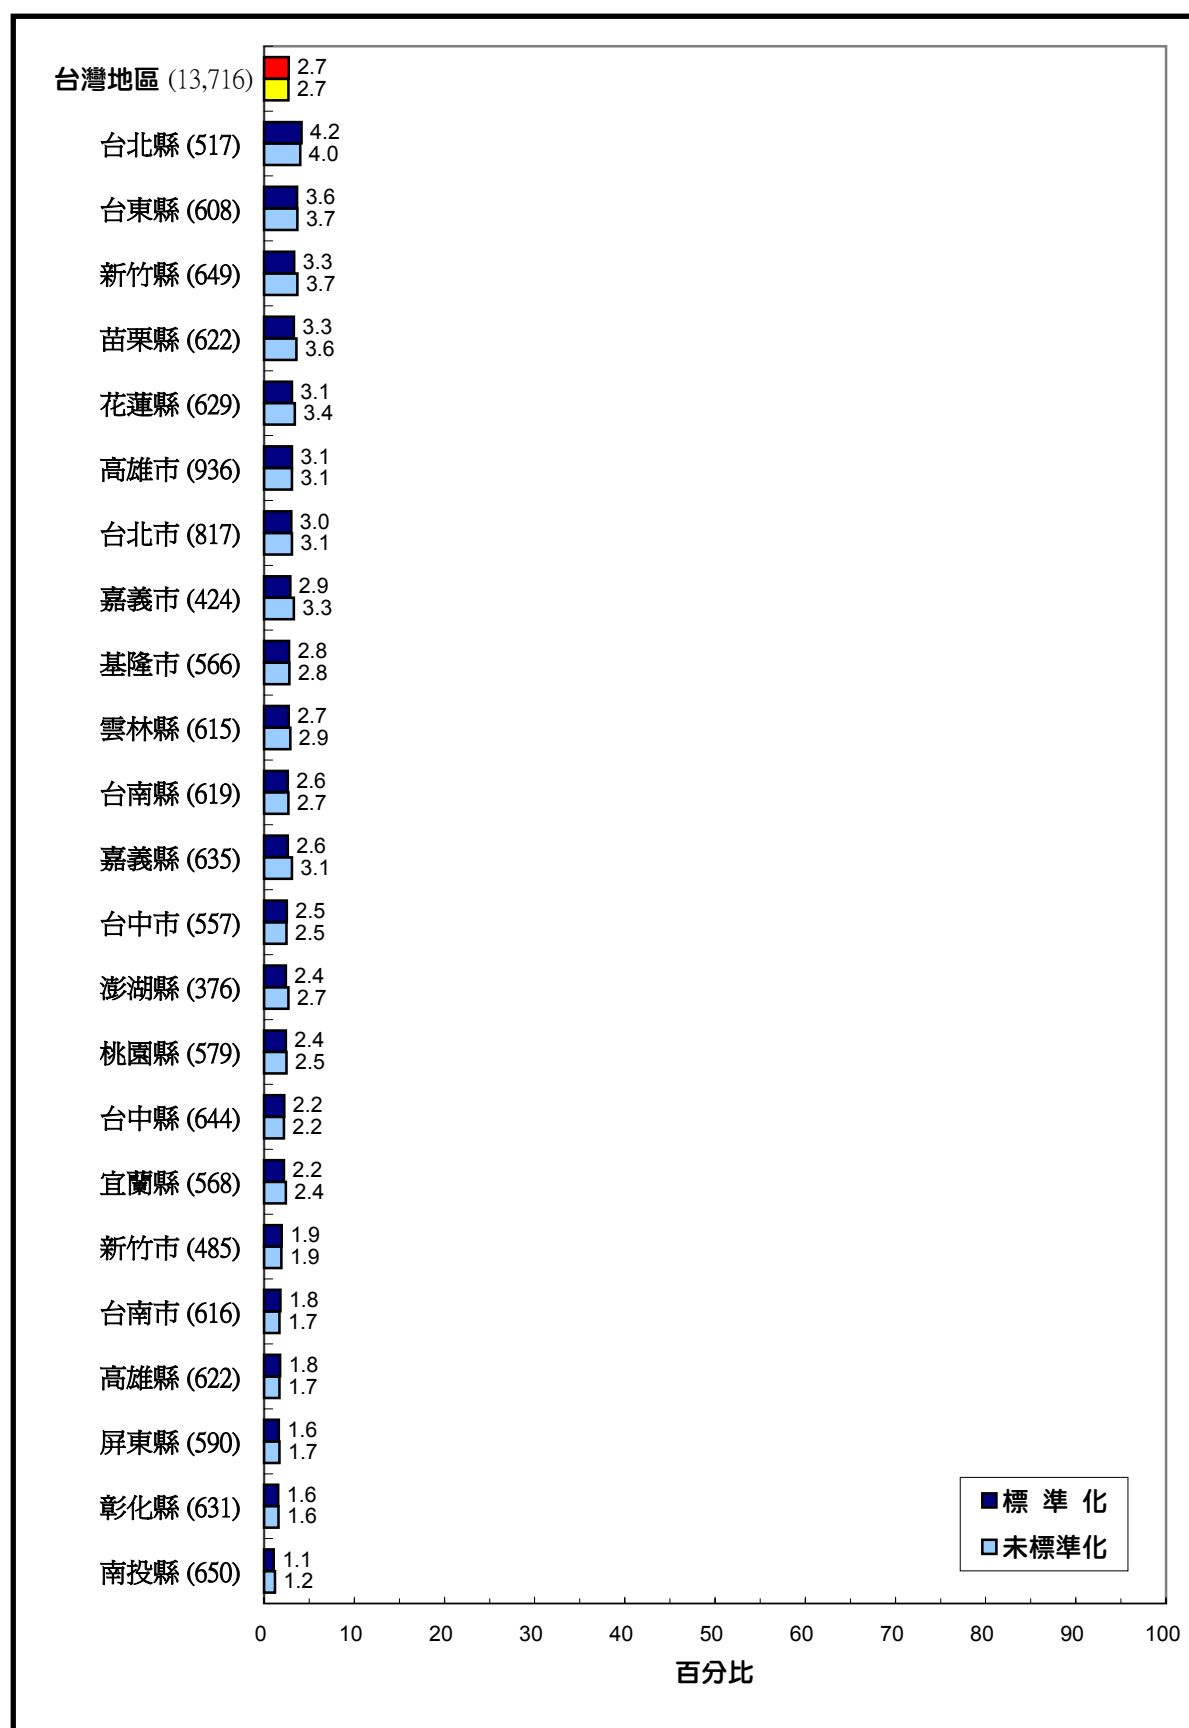 台灣地區 (13,716)
2.7
2.7
台北縣 (517)
4.2
4.0
台東縣 (608)
3.6
3.7
新竹縣 (649)
3.3
3.7
苗栗縣 (622)
3.3
3.6
花蓮縣 (629)
3.1
3.4
高雄市 (936)
3.1
3.1
台北市 (817)
3.0
3.1
嘉義市 (424)
2.9
3.3
基隆市 (566)
2.8
2.8
雲林縣 (615)
2.7
2.9
台南縣 (619)
2.6
2.7
嘉義縣 (635)
2.6
3.1
台中市 (557)
2.5
2.5
澎湖縣 (376)
2.4
2.7
桃園縣 (579)
2.4
2.5
台中縣 (644)
2.2
2.2
宜蘭縣 (568)
2.2
2.4
新竹市 (485)
1.9
1.9
台南市 (616)
1.8
1.7
高雄縣 (622)
1.8
1.7
屏東縣 (590)
1.6
1.7
彰化縣 (631)
1.6
1.6
南投縣 (650)
1.1
1.2
標 準 化
未標準化
0 10 20 30 40 50 60 70 80 90 100
百分比